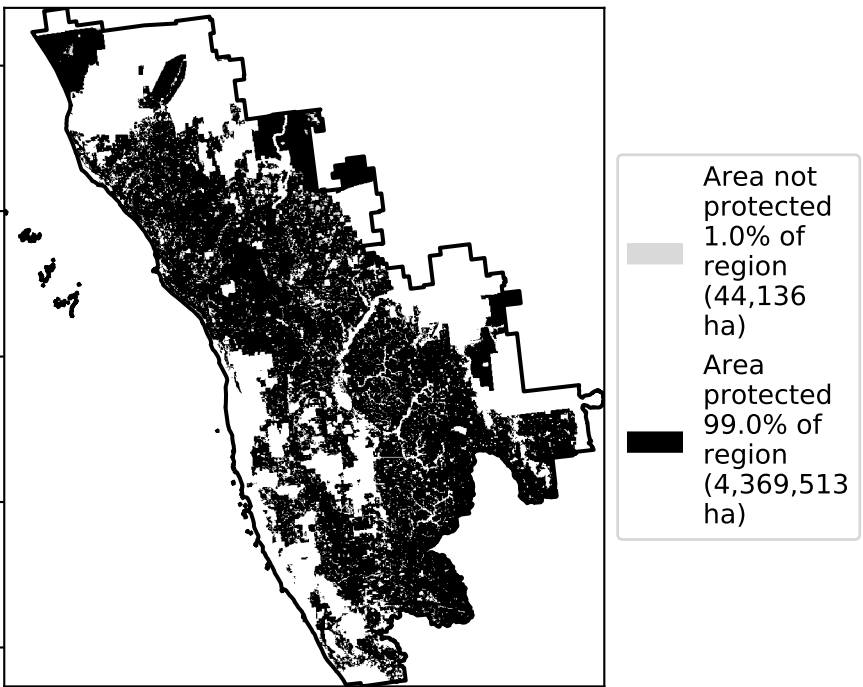 Area not
protected
1.0% of
region
(44,136
ha)
Area
protected
99.0% of
region
(4,369,513
ha)